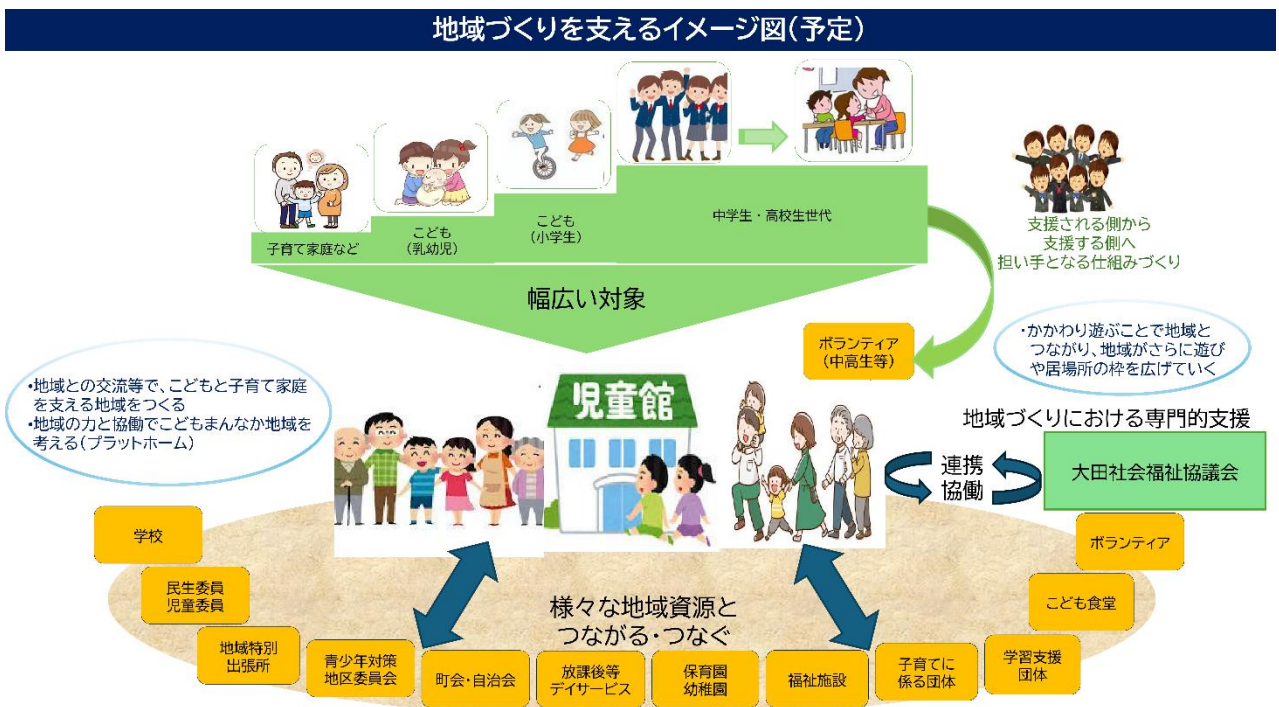 地域づくりを支えるイメージ図(予定)
子育て家庭など
こども
(乳幼児)
こども
(小学生)
中学生・高校生世代
支援される側から
支援する側へ
担い手となる仕組みづくり
幅広い対象
ボランティア
(中高生等)
・かかわり遊ぶことで地域と
つながり、地域がさらに遊び
や居場所の枠を広げていく
•地域との交流等で、こどもと子育て家庭
を支える地域をつくる
•地域の力と協働でこどもまんなか地域を
考える(プラットホーム)
児童館
地域づくりにおける専門的支援
連携
協働
大田社会福祉協議会
様々な地域資源と
つながる・つなぐ
学校
民生委員
児童委員
地域特別
出張所
青少年対策
地区委員会
町会・自治会
放課後等
デイサービス
保育園
幼稚園
福祉施設
子育てに
係る団体
学習支援
団体
こども食堂
ボランティア